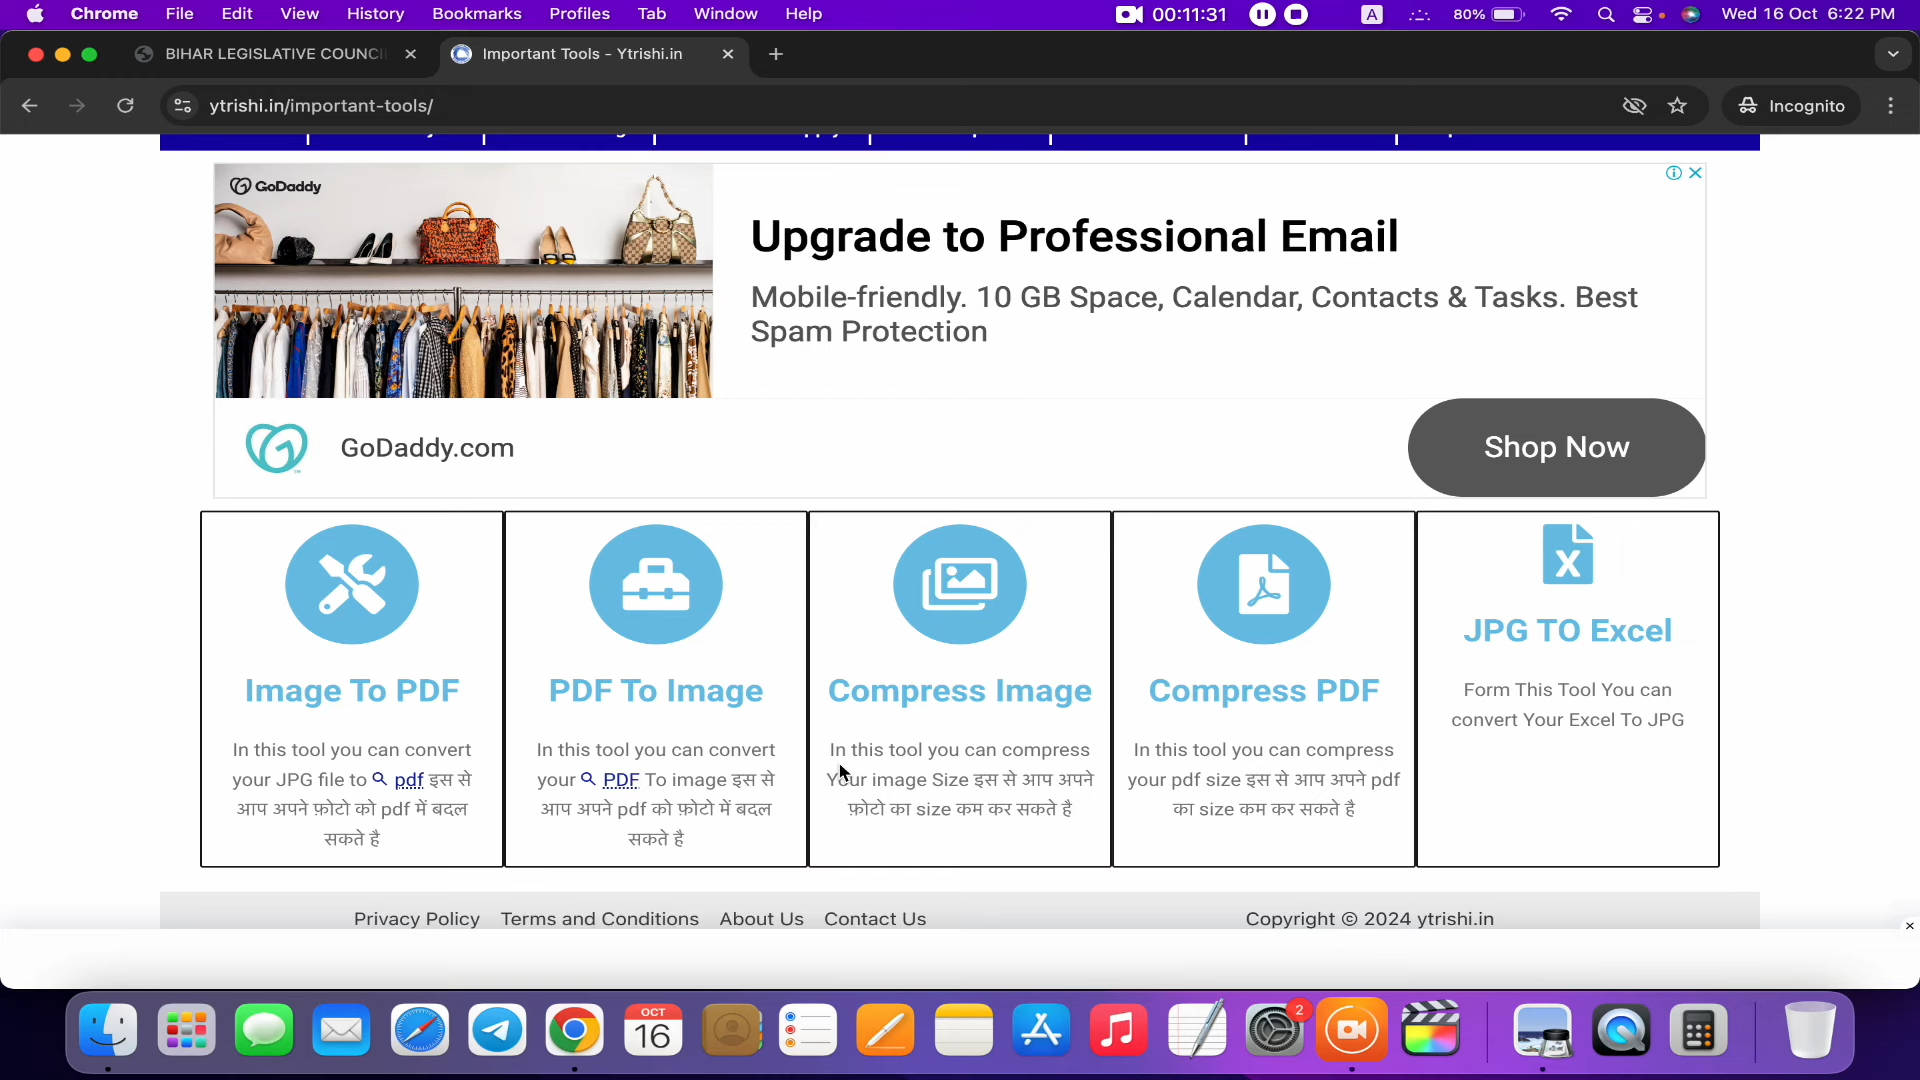 Chrome File Edit View History Bookmarks Profiles Tab Window Help 00:11:31 A 80% Wed 16 Oct 6:22 PM
BIHAR LEGISLATIVE COUNCI Important Tools - Ytrishi.in
ytrishi.in/important-tools/ Incognito
GoDaddy
Upgrade to Professional Email
Mobile-friendly. 10 GB Space, Calendar, Contacts & Tasks. Best
Spam Protection
GoDaddy.com
Shop Now
Image To PDF
In this tool you can convert
your JPG file to pdf इस से
आप अपने फ़ोटो को pdf में बदल
सकते है
PDF To Image
In this tool you can convert
your PDF To image इस से
आप अपने pdf को फ़ोटो में बदल
सकते है
Compress Image
In this tool you can compress
Your image Size इस से आप अपने
फ़ोटो का size कम कर सकते है
Compress PDF
In this tool you can compress
your pdf size इस से आप अपने pdf
का size कम कर सकते है
X
JPG TO Excel
Form This Tool You can
convert Your Excel To JPG
Privacy Policy Terms and Conditions About Us Contact Us Copyright © 2024 ytrishi.in
OCT
16
2